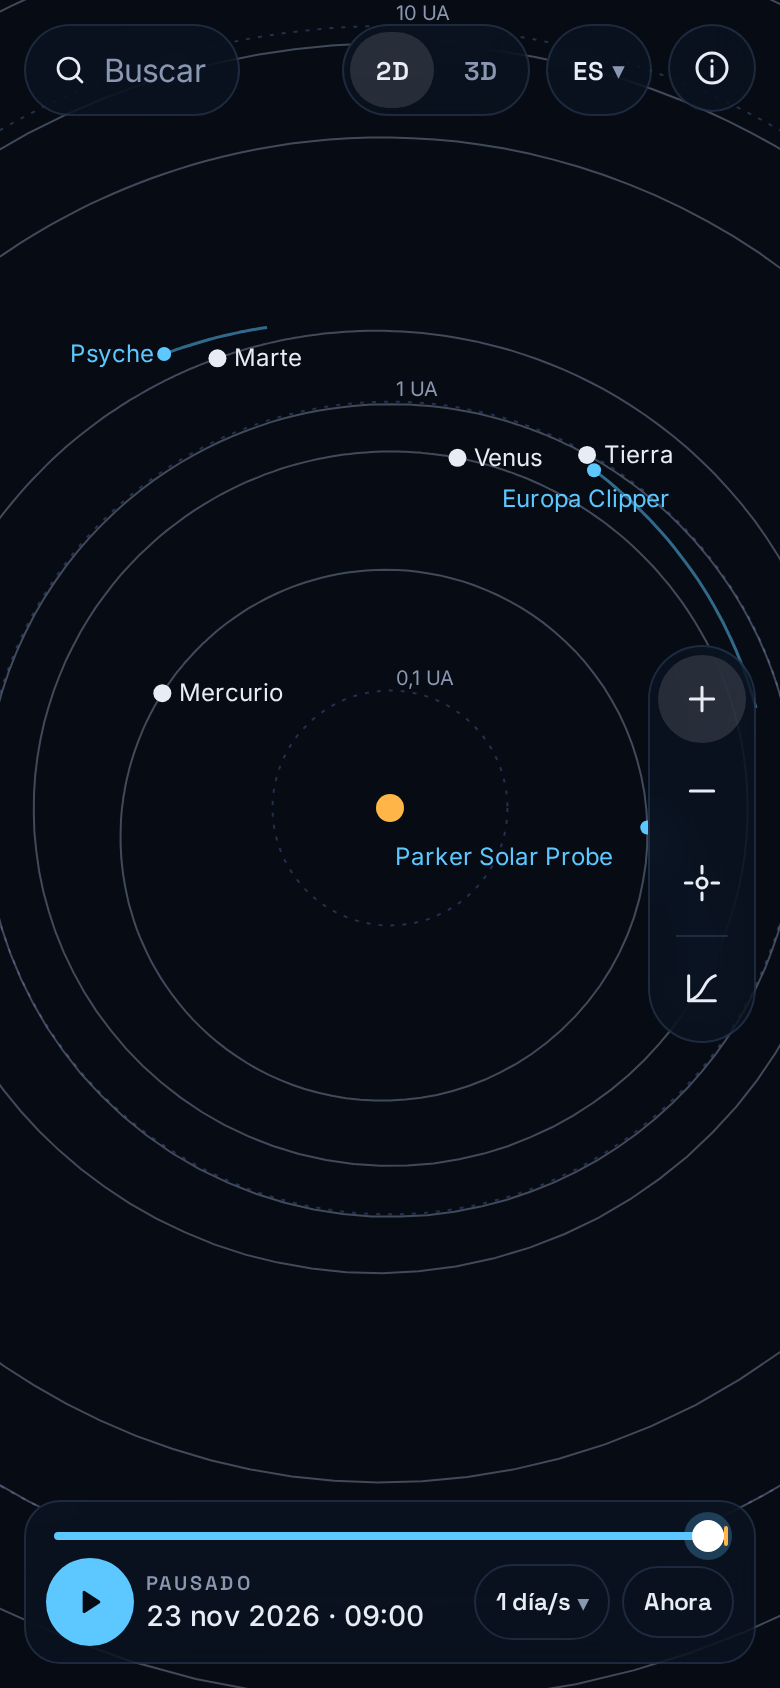 10 UA
Buscar
2D
3D
ES ▾
Psyche
Marte
1 UA
Venus
Tierra
Europa Clipper
0,1 UA
Mercurio
Parker Solar Probe
PAUSADO
23 nov 2026 · 09:00
1 día/s ▾
Ahora